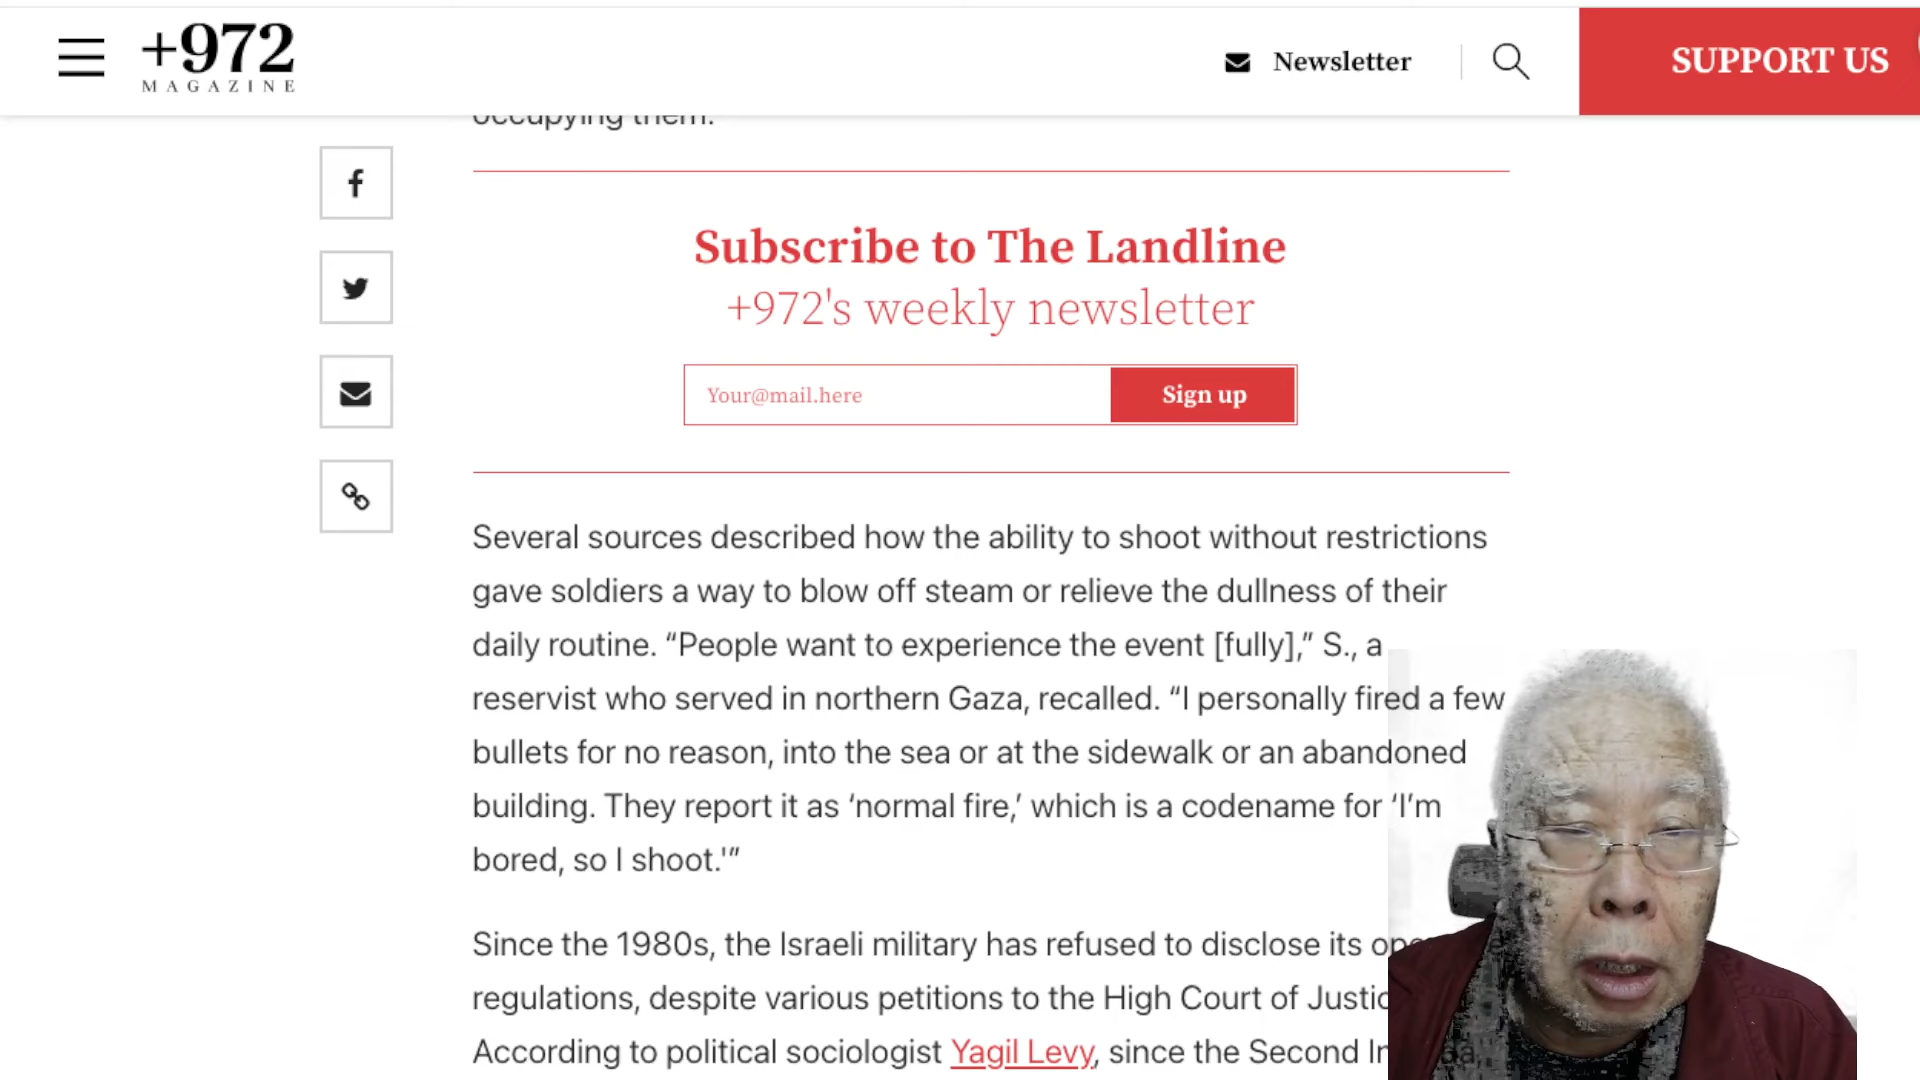 +972
MAGAZINE
Newsletter
SUPPORT US
occupying them.
Subscribe to The Landline
+972's weekly newsletter
Your@mail.here
Sign up
Several sources described how the ability to shoot without restrictions
gave soldiers a way to blow off steam or relieve the dullness of their
daily routine. “People want to experience the event [fully],” S., a
reservist who served in northern Gaza, recalled. “I personally fired a few
bullets for no reason, into the sea or at the sidewalk or an abandoned
building. They report it as ‘normal fire,’ which is a codename for ‘I’m
bored, so I shoot.'”
Since the 1980s, the Israeli military has refused to disclose its
regulations, despite various petitions to the High Court of
According to political sociologist Yagil Levy, since the Second